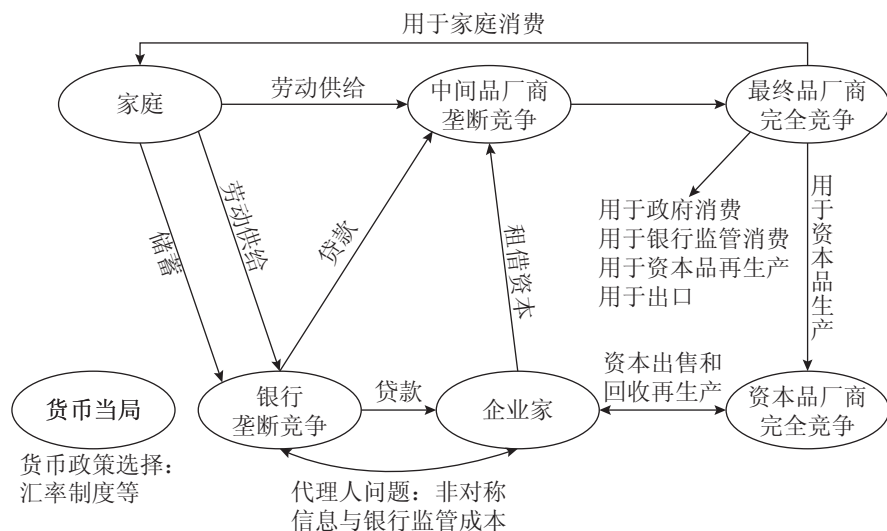 用于家庭消费
家庭
劳动供给
中间品厂商
垄断竞争
最终品厂商
完全竞争
储蓄
劳动供给
贷款
租借资本
用于政府消费
用于银行监管消费
用于资本品再生产
用于出口
用于资本品生产
货币当局
货币政策选择:
汇率制度等
银行
垄断竞争
贷款
企业家
资本出售和
回收再生产
资本品厂商
完全竞争
代理人问题:非对称
信息与银行监管成本